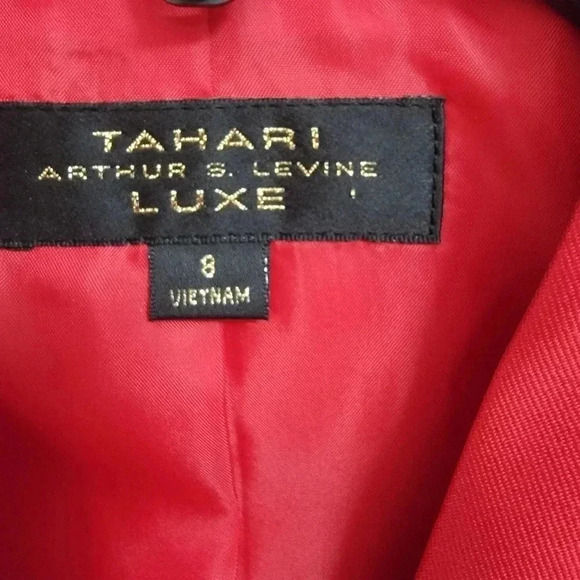 TAHARI
ARTHUR S. LEVINE
LUXE
8
VIETNAM